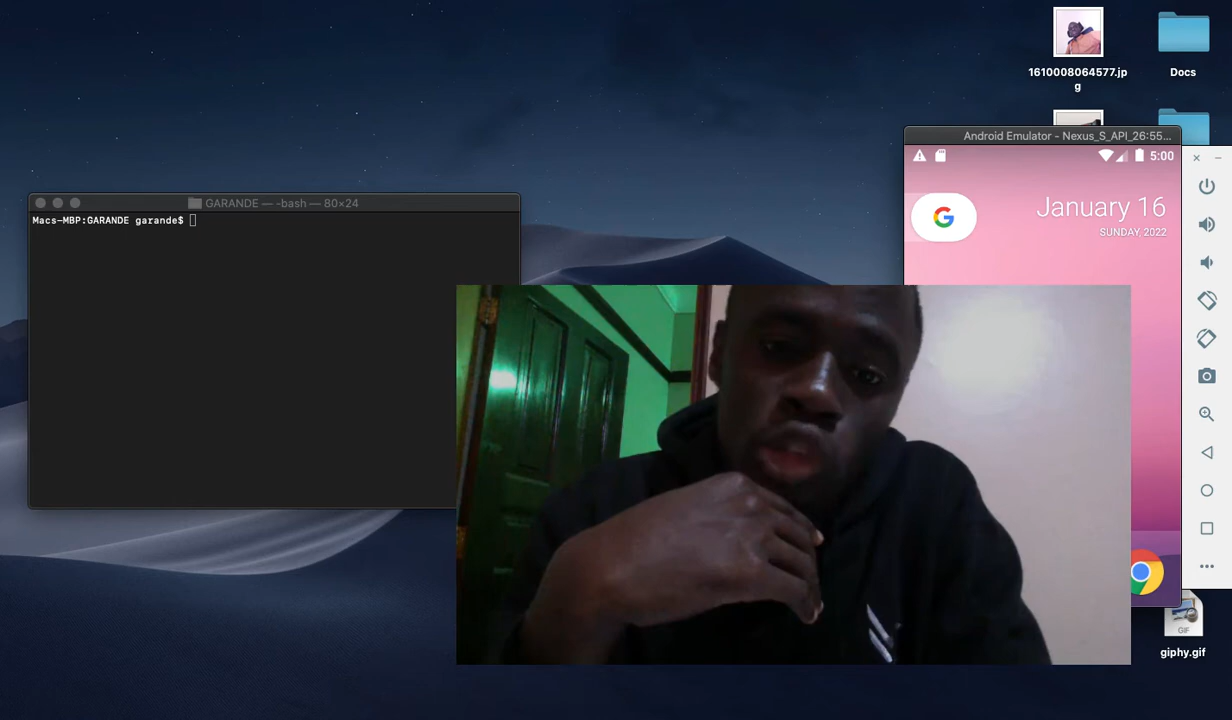 1610008064577.jp
g
Docs
Android Emulator - Nexus_S_API_26:55...
5:00
GARANDE — -bash — 80×24
Macs-MBP:GARANDE garande$
January 16
SUNDAY, 2022
GIF
giphy.gif